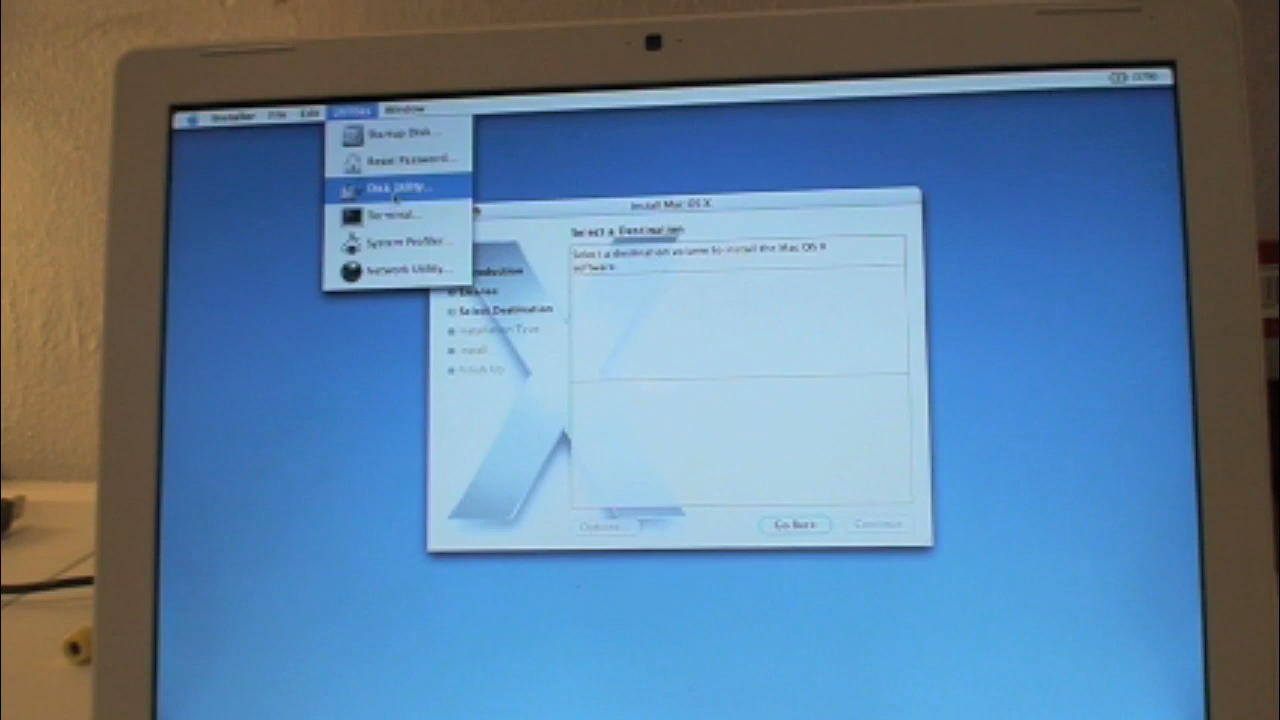 Installer File Edit Utilities Window
Startup Disk...
Reset Password...
Disk Utility...
Terminal...
System Profiler...
Network Utility...
Install Mac OS X
Select a Destination
Select a destination volume to install the Mac OS X
software.
Introduction
License
Select Destination
Installation Type
Install
Finish Up
Options...
Go Back
Continue